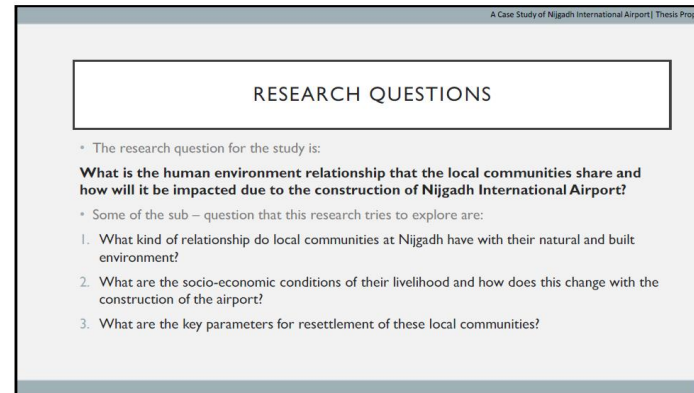 A Case Study of Nijgadh International Airport| Thesis
RESEARCH QUESTIONS
• The research question for the study is:
What is the human environment relationship that the local communities share and
how will it be impacted due to the construction of Nijgadh International Airport?
• Some of the sub – question that this research tries to explore are:
1. What kind of relationship do local communities at Nijgadh have with their natural and built
environment?
2. What are the socio-economic conditions of their livelihood and how does this change with the
construction of the airport?
3. What are the key parameters for resettlement of these local communities?